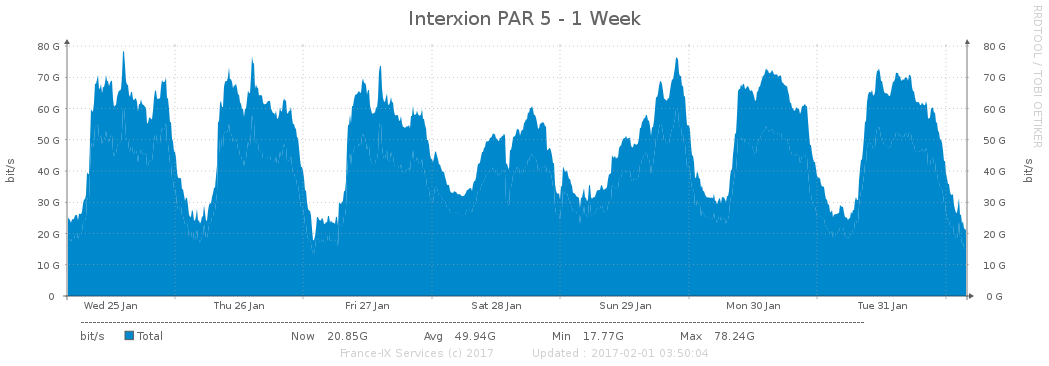 Interxion PAR 5 - 1 Week
RRDTOOL / TOBI OETIKER
bit/s
bit/s
80 G 80 G
70 G 70 G
60 G 60 G
50 G 50 G
40 G 40 G
30 G 30 G
20 G 20 G
10 G 10 G
0 0 G
Wed 25 Jan Thu 26 Jan Fri 27 Jan Sat 28 Jan Sun 29 Jan Mon 30 Jan Tue 31 Jan
bit/s Total Now 20.85G Avg 49.94G Min 17.77G Max 78.24G
France-IX Services (c) 2017 Updated : 2017-02-01 03:50:04